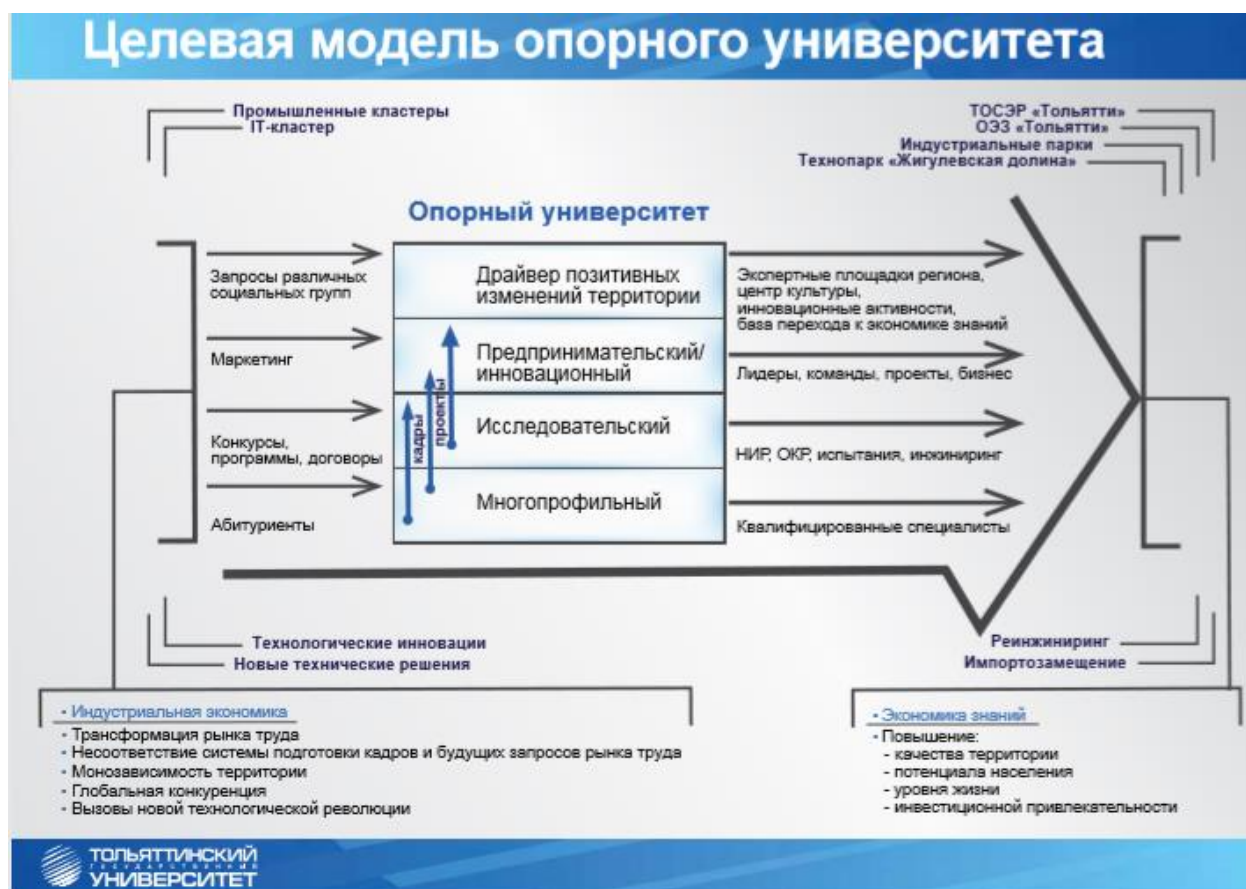 Целевая модель опорного университета
Промышленные кластеры
IT-кластер
ТОСЭР «Тольятти»
ОЭЗ «Тольятти»
Индустриальные парки
Технопарк «Жигулевская долина»
Опорный университет
Запросы различных
социальных групп
Маркетинг
Конкурсы,
программы, договоры
Абитуриенты
Драйвер позитивных
изменений территории
Предпринимательский/
инновационный
Исследовательский
Многопрофильный
кадры
проекты
Экспертные площадки региона,
центр культуры,
инновационные активности,
база перехода к экономике знаний
Лидеры, команды, проекты, бизнес
НИР, ОКР, испытания, инжиниринг
Квалифицированные специалисты
Технологические инновации
Новые технические решения
Реинжиниринг
Импортозамещение
- Индустриальная экономика
- Трансформация рынка труда
- Несоответствие системы подготовки кадров и будущих запросов рынка труда
- Монозависимость территории
- Глобальная конкуренция
- Вызовы новой технологической революции
- Экономика знаний
- Повышение:
- качества территории
- потенциала населения
- уровня жизни
- инвестиционной привлекательности
ТОЛЬЯТТИНСКИЙ
ГОСУДАРСТВЕННЫЙ
УНИВЕРСИТЕТ